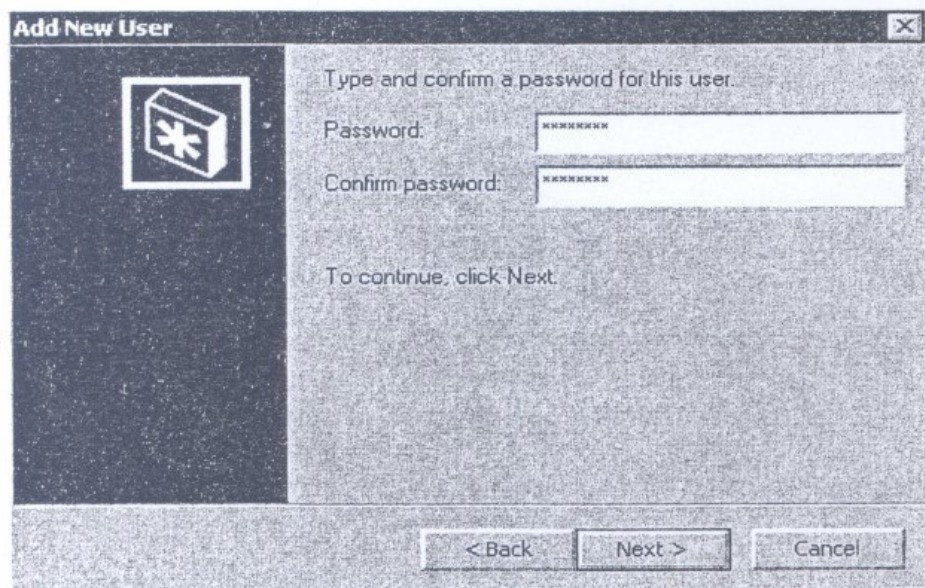 Add New User
Type and confirm a password for this user.
Password: ********
Confirm password: ********
To continue, click Next.
< Back Next > Cancel